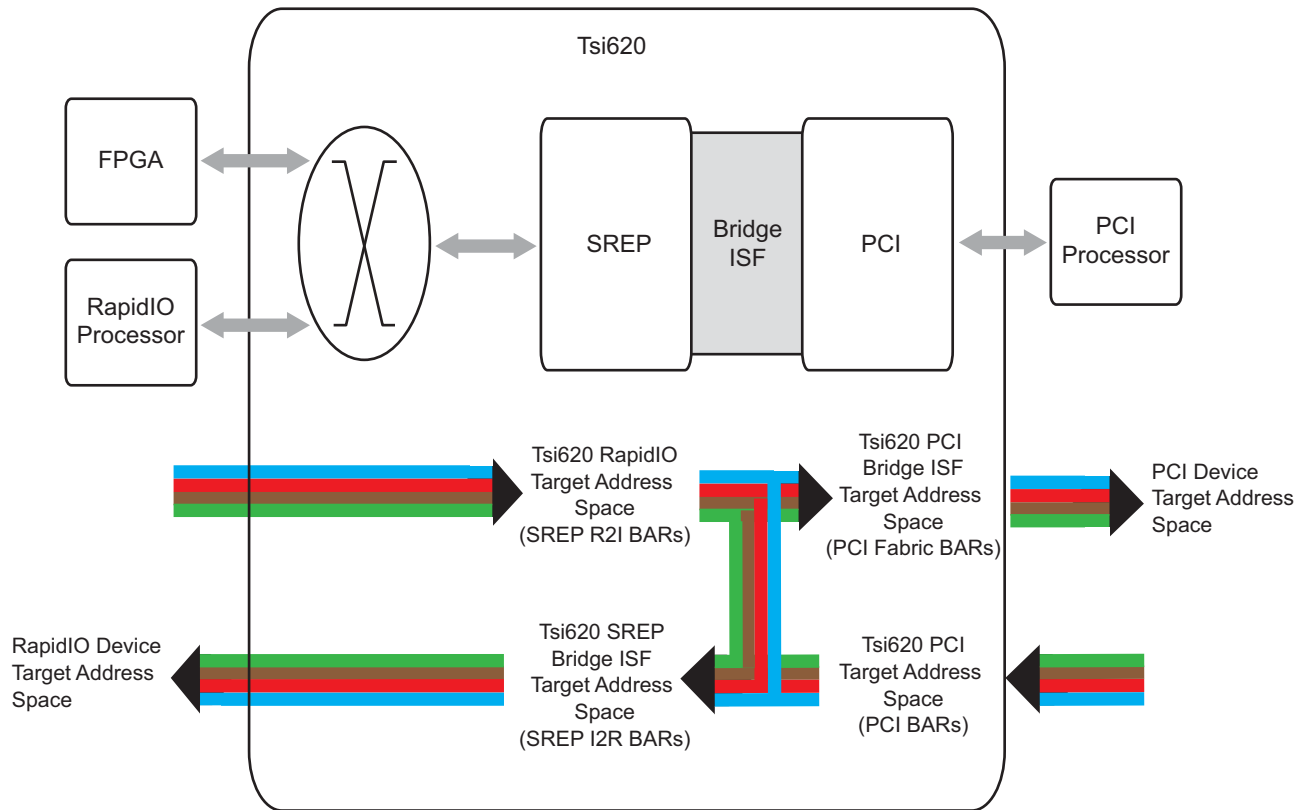 Tsi620
FPGA
RapidIO
Processor
SREP
Bridge
ISF
PCI
PCI
Processor
Tsi620 RapidIO
Target Address
Space
(SREP R2I BARs)
Tsi620 PCI
Bridge ISF
Target Address
Space
(PCI Fabric BARs)
PCI Device
Target Address
Space
RapidIO Device
Target Address
Space
Tsi620 SREP
Bridge ISF
Target Address
Space
(SREP I2R BARs)
Tsi620 PCI
Target Address
Space
(PCI BARs)